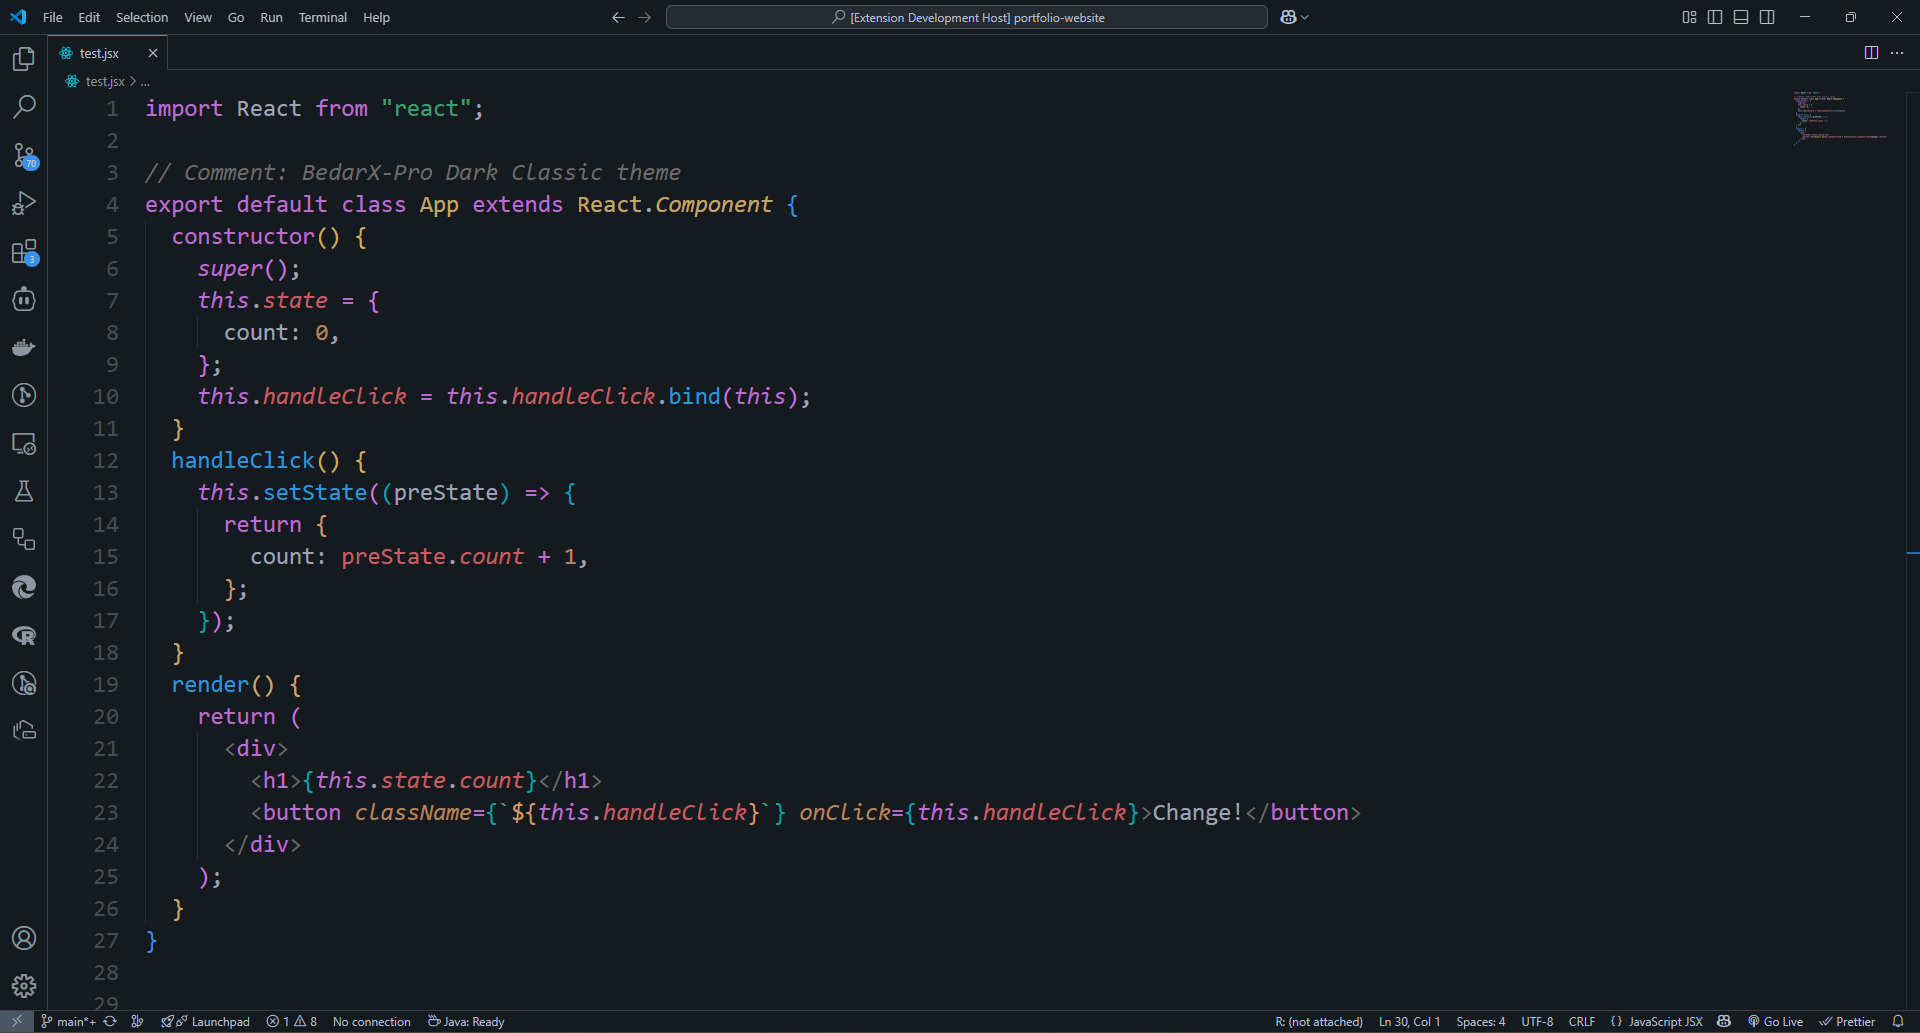 File Edit Selection View Go Run Terminal Help
[Extension Development Host] portfolio-website
test.jsx
test.jsx > ...
1 import React from "react";
2
3 // Comment: BedarX-Pro Dark Classic theme
4 export default class App extends React.Component {
5 constructor() {
6 super();
7 this.state = {
8 count: 0,
9 };
10 this.handleClick = this.handleClick.bind(this);
11 }
12 handleClick() {
13 this.setState((preState) => {
14 return {
15 count: preState.count + 1,
16 };
17 });
18 }
19 render() {
20 return (
21 <div>
22 <h1>{this.state.count}</h1>
23 <button className={`${this.handleClick}`} onClick={this.handleClick}>Change!</button>
24 </div>
25 );
26 }
27 }
28
29
70
3
main*+ Launchpad 1 8 No connection Java: Ready R: (not attached) Ln 30, Col 1 Spaces: 4 UTF-8 CRLF {} JavaScript JSX Go Live Prettier